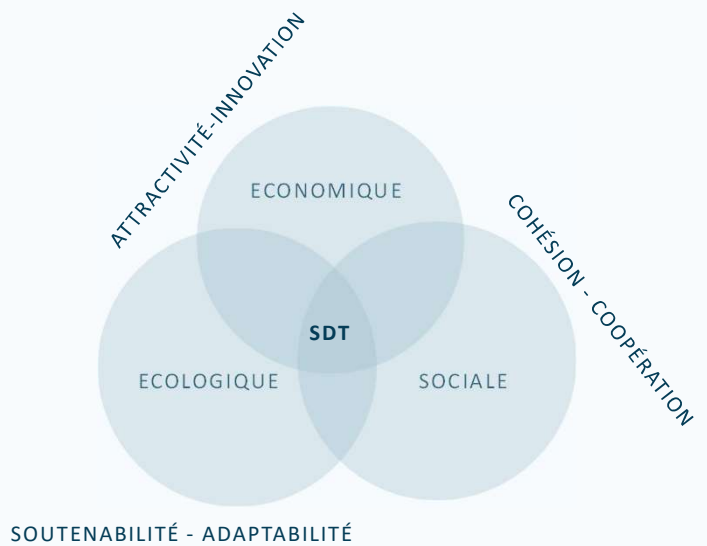 ATTRACTIVITÉ-INNOVATION
ECONOMIQUE
COHÉSION - COOPÉRATION
SDT
ECOLOGIQUE
SOCIALE
SOUTENABILITÉ - ADAPTABILITÉ